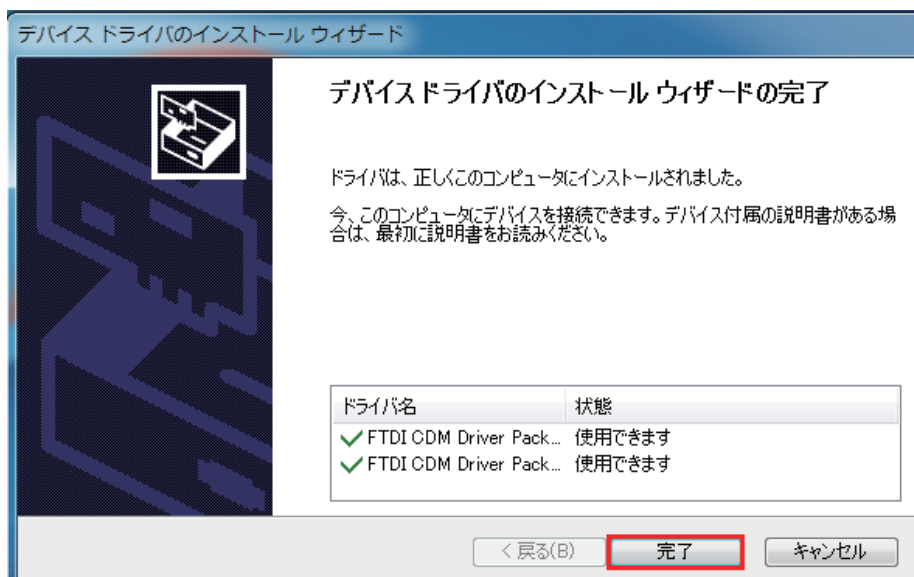 デバイス ドライバのインストール ウィザード
デバイス ドライバのインストール ウィザードの完了
ドライバは、正しくこのコンピュータにインストールされました。
今、このコンピュータにデバイスを接続できます。デバイス付属の説明書がある場
合は、最初に説明書をお読みください。
ドライバ名 状態
FTDI CDM Driver Pack... 使用できます
FTDI CDM Driver Pack... 使用できます
< 戻る(B) 完了 キャンセル